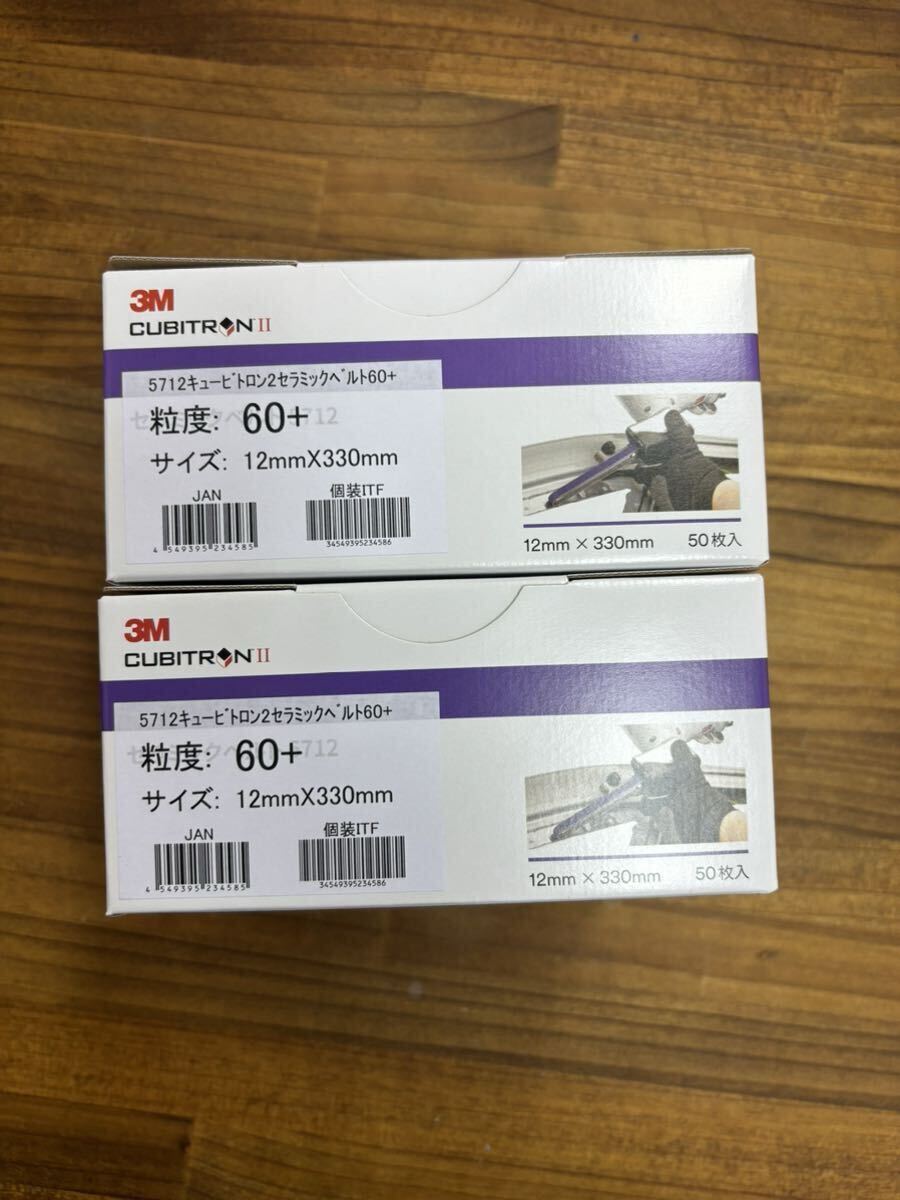 3M
CUBITRON II
5712キュービトロン2セラミックベルト60+
粒度: 60+
サイズ: 12mmX330mm
JAN
個装ITF
4 549395 234585
34549395234586
12mm × 330mm 50枚入
3M
CUBITRON II
5712キュービトロン2セラミックベルト60+
粒度: 60+
サイズ: 12mmX330mm
JAN
個装ITF
4 549395 234585
34549395234586
12mm × 330mm 50枚入